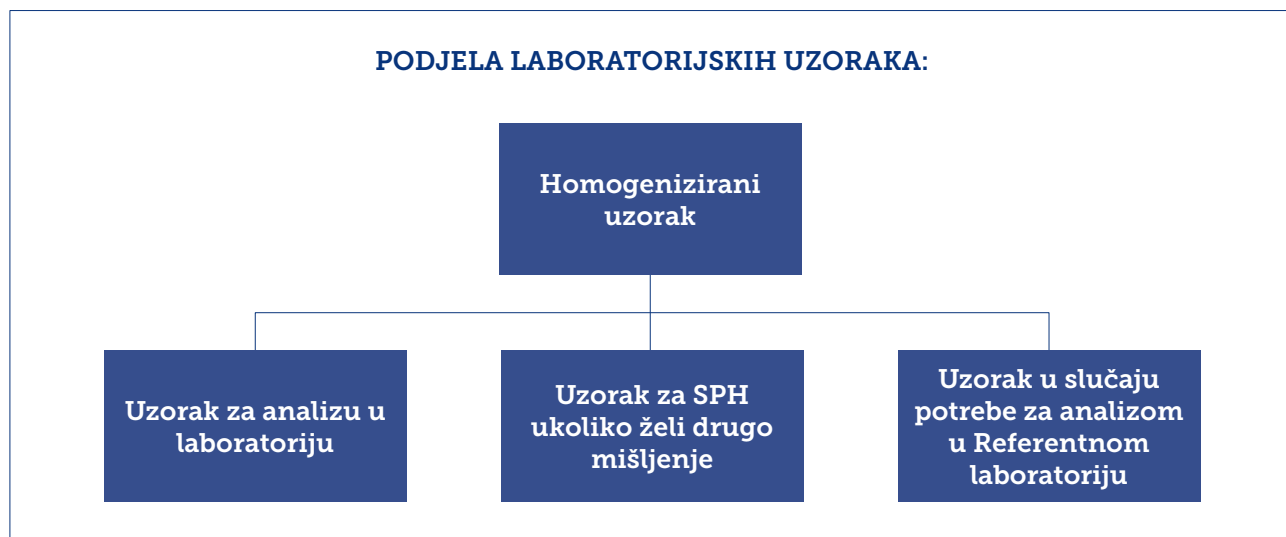 PODJELA LABORATORIJSKIH UZORAKA:
Homogenizirani
uzorak
Uzorak za analizu u
laboratoriju
Uzorak za SPH
ukoliko želi drugo
mišljenje
Uzorak u slučaju
potrebe za analizom
u Referentnom
laboratoriju